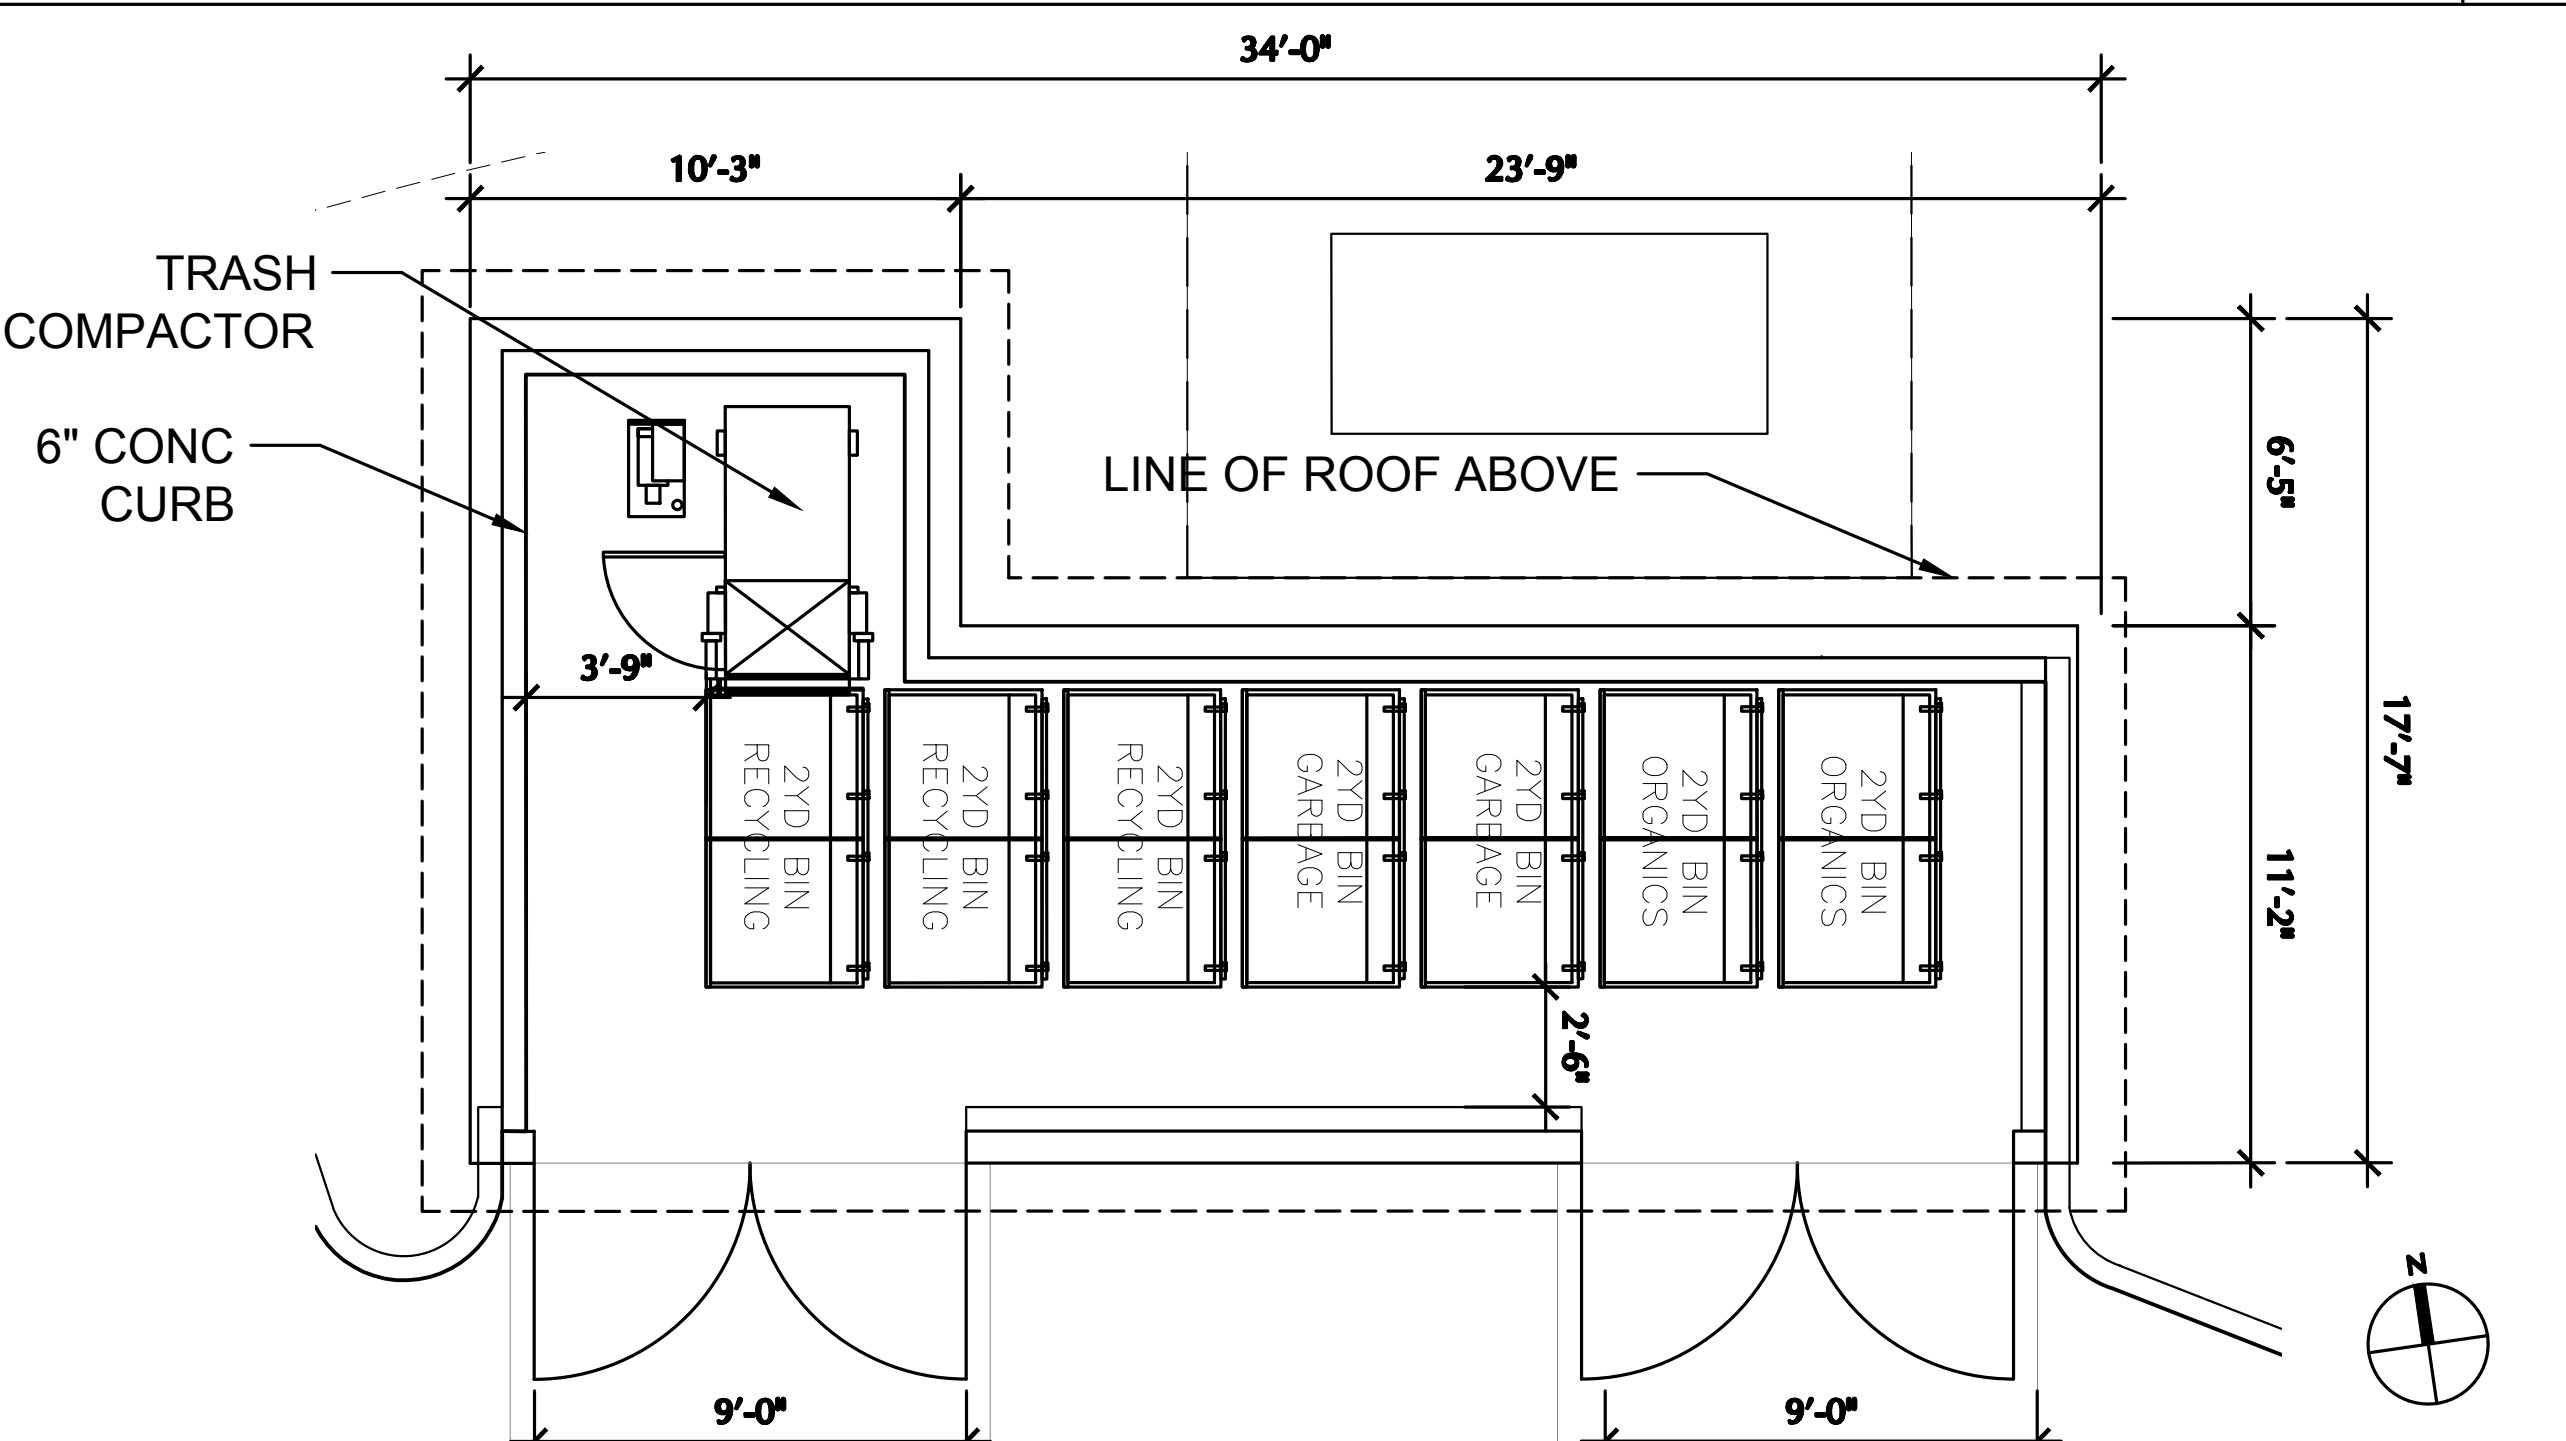 34'-0"
10'-3"
23'-9"
TRASH
COMPACTOR
6" CONC
CURB
LINE OF ROOF ABOVE
6'-5"
17'-7"
11'-2"
3'-9"
2YD BIN
RECYCLING
2YD BIN
RECYCLING
2YD BIN
RECYCLING
2YD BIN
GARBAGE
2YD BIN
GARBAGE
2YD BIN
ORGANICS
2YD BIN
ORGANICS
2'-6"
N
9'-0"
9'-0"